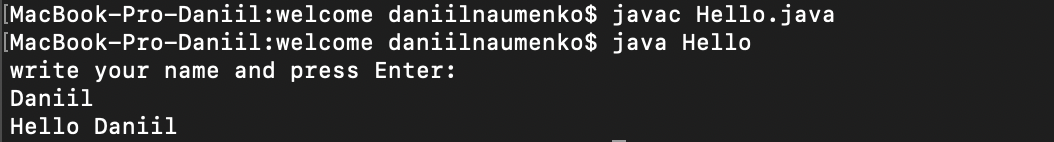 [MacBook-Pro-Daniil:welcome daniilnaumenko$ javac Hello.java
[MacBook-Pro-Daniil:welcome daniilnaumenko$ java Hello
write your name and press Enter:
Daniil
Hello Daniil